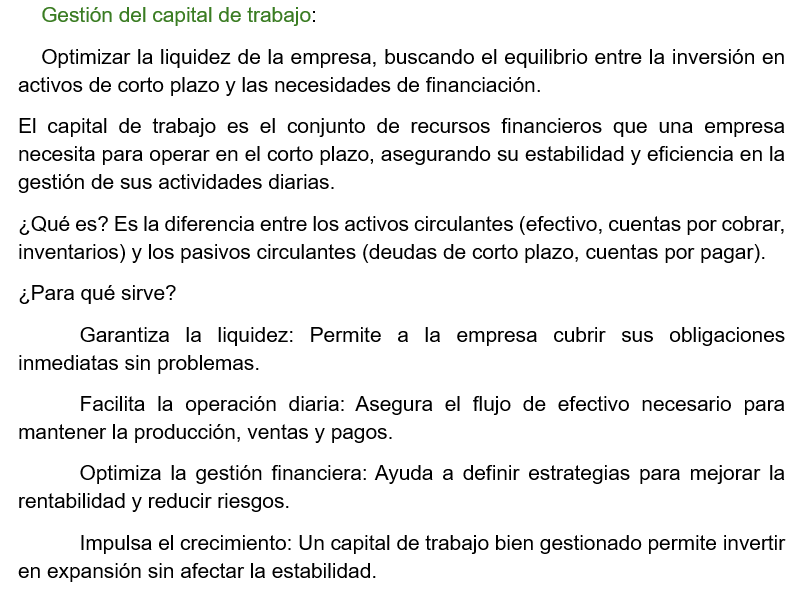 Gestión del capital de trabajo:
Optimizar la liquidez de la empresa, buscando el equilibrio entre la inversión en
activos de corto plazo y las necesidades de financiación.
El capital de trabajo es el conjunto de recursos financieros que una empresa
necesita para operar en el corto plazo, asegurando su estabilidad y eficiencia en la
gestión de sus actividades diarias.
¿Qué es? Es la diferencia entre los activos circulantes (efectivo, cuentas por cobrar,
inventarios) y los pasivos circulantes (deudas de corto plazo, cuentas por pagar).
¿Para qué sirve?
Garantiza la liquidez: Permite a la empresa cubrir sus obligaciones
inmediatas sin problemas.
Facilita la operación diaria: Asegura el flujo de efectivo necesario para
mantener la producción, ventas y pagos.
Optimiza la gestión financiera: Ayuda a definir estrategias para mejorar la
rentabilidad y reducir riesgos.
Impulsa el crecimiento: Un capital de trabajo bien gestionado permite invertir
en expansión sin afectar la estabilidad.